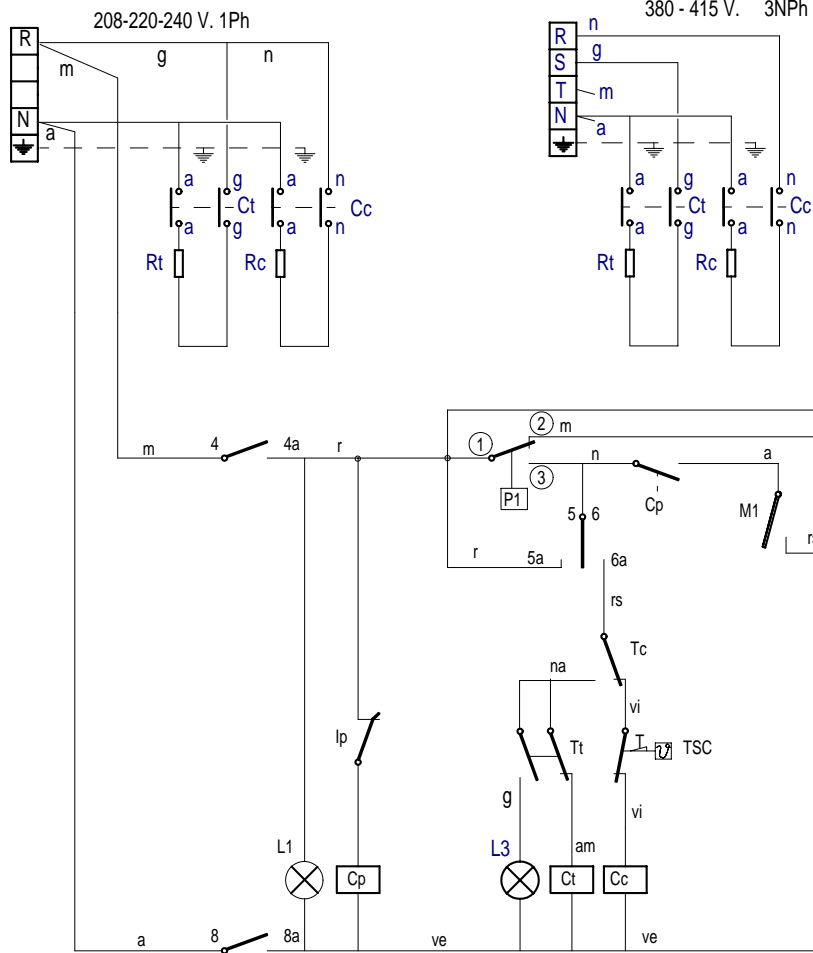 208-220-240 V. 1Ph
380 - 415 V. 3NPh
R
m
g
n
N
a
R
n
S
g
T
m
N
a
a g a n
Ct
Cc
a g a n
Rt
Rc
a g a n
Ct
Cc
a g a n
Rt
Rc
m
4
4a
r
1
2
m
P1
3
n
a
Cp
M1
5
6
r
5a
6a
rs
rs
Tc
na
vi
Ip
Tt
T
TSC
g
vi
L1
L3
am
Cp
Ct
Cc
a
8
8a
ve
ve